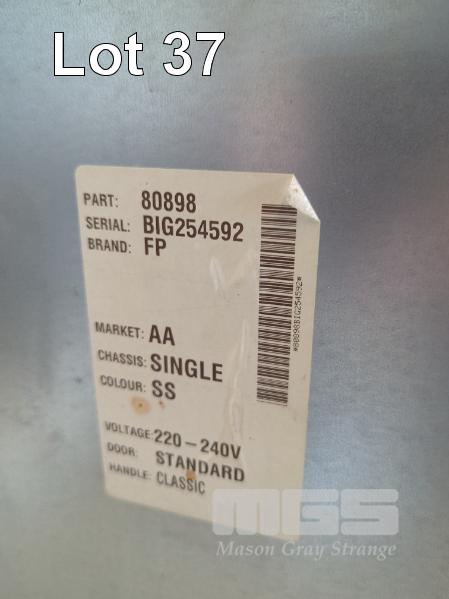 Lot 37
PART: 80898
SERIAL: BIG254592
BRAND: FP
MARKET: AA
CHASSIS: SINGLE
COLOUR: SS
VOLTAGE: 220-240V
DOOR: STANDARD
HANDLE: CLASSIC
*80898BIG254592*
MGS
Mason Gray Strange